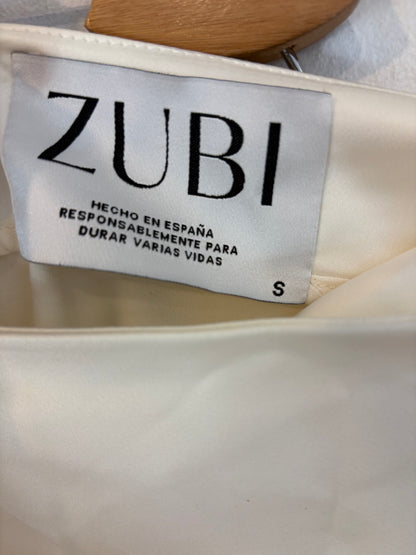 ZUBI
HECHO EN ESPAÑA
RESPONSABLEMENTE PARA
DURAR VARIAS VIDAS
S